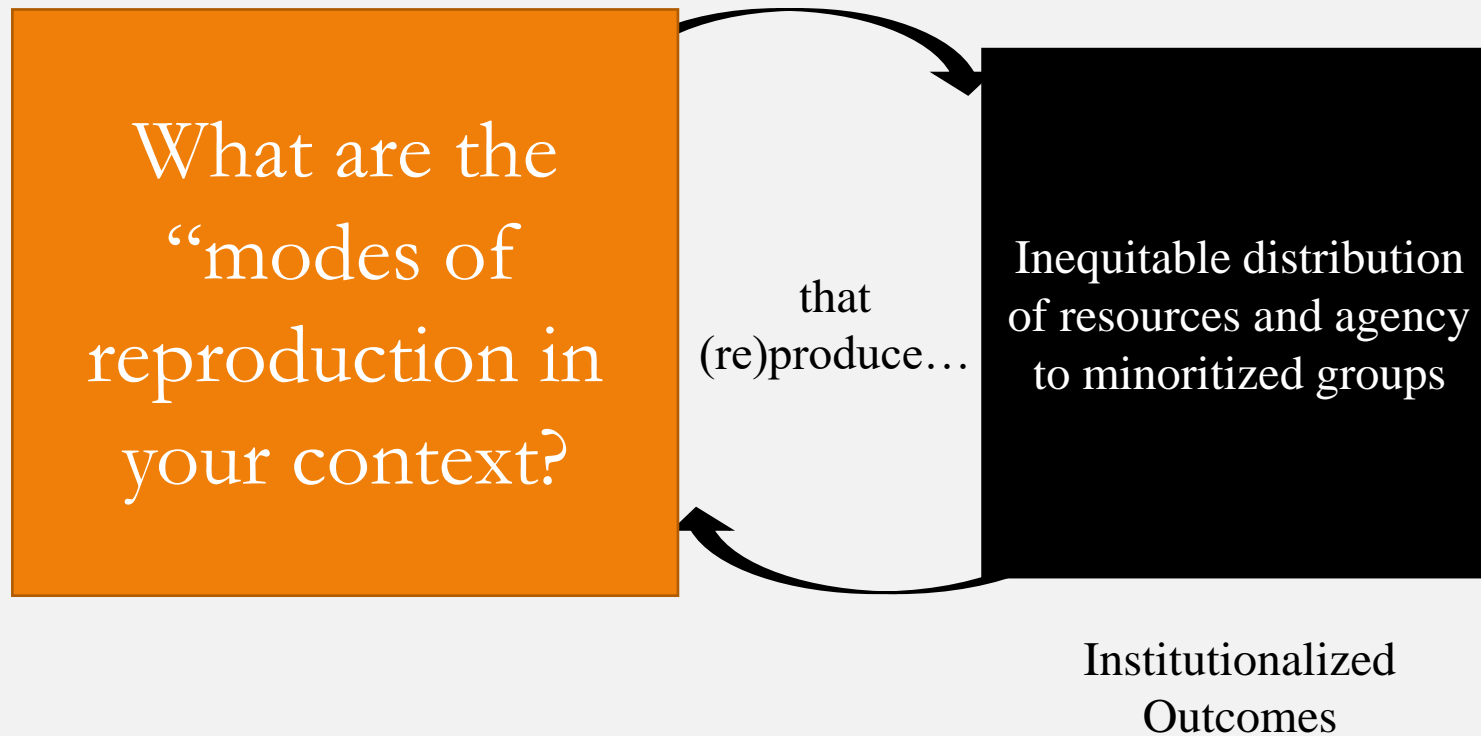 What are the
“modes of
reproduction in
your context?
that
(re)produce…
Inequitable distribution
of resources and agency
to minoritized groups
Institutionalized
Outcomes